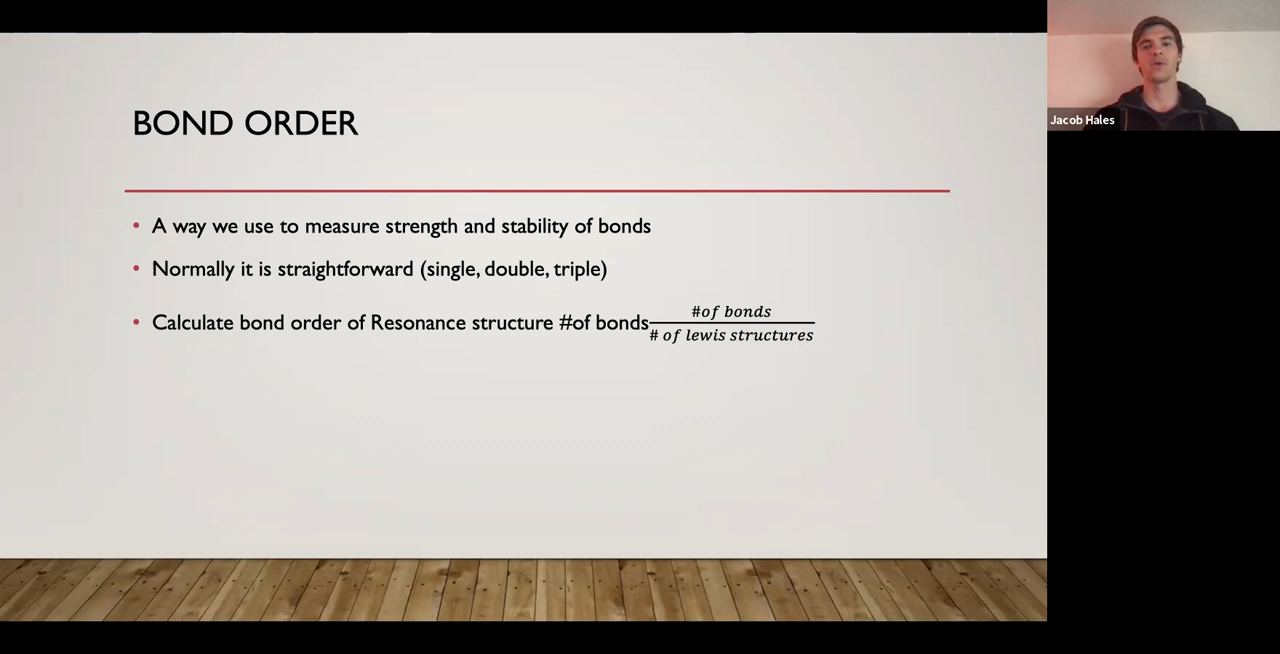 BOND ORDER
• A way we use to measure strength and stability of bonds
• Normally it is straightforward (single, double, triple)
• Calculate bond order of Resonance structure #of bonds #of bonds / # of lewis structures
Jacob Hales